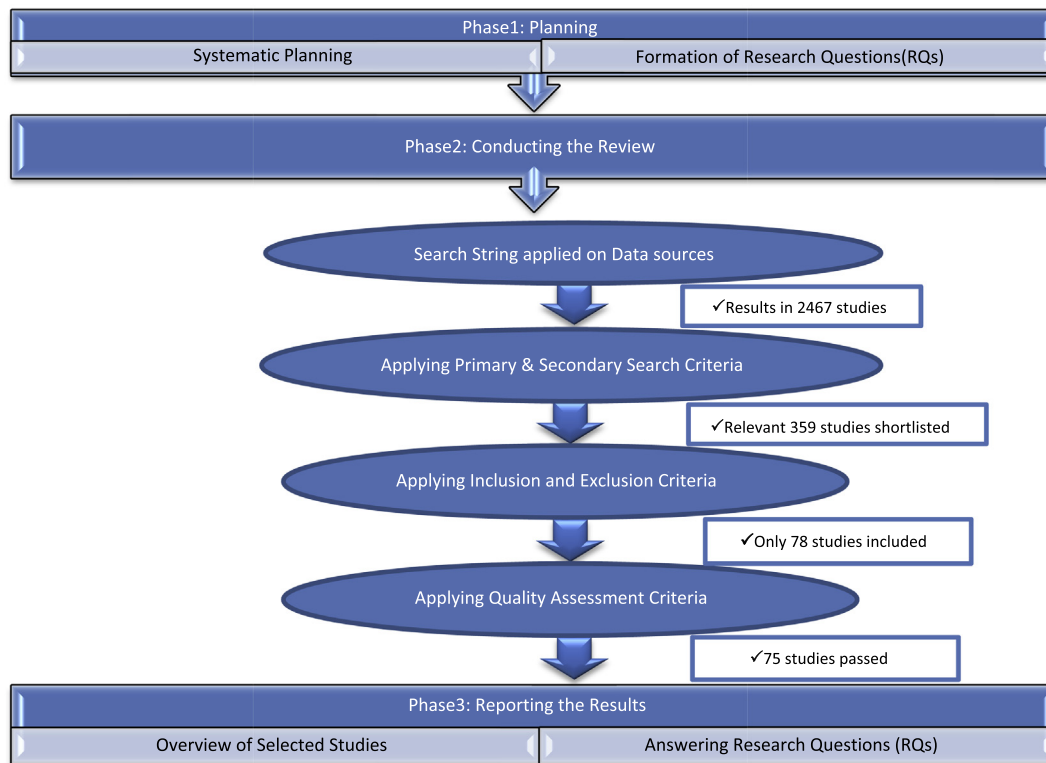 Phase1: Planning
Systematic Planning
Formation of Research Questions(RQs)
Phase2: Conducting the Review
Search String applied on Data sources
✓Results in 2467 studies
Applying Primary & Secondary Search Criteria
✓Relevant 359 studies shortlisted
Applying Inclusion and Exclusion Criteria
✓Only 78 studies included
Applying Quality Assessment Criteria
✓75 studies passed
Phase3: Reporting the Results
Overview of Selected Studies
Answering Research Questions (RQs)